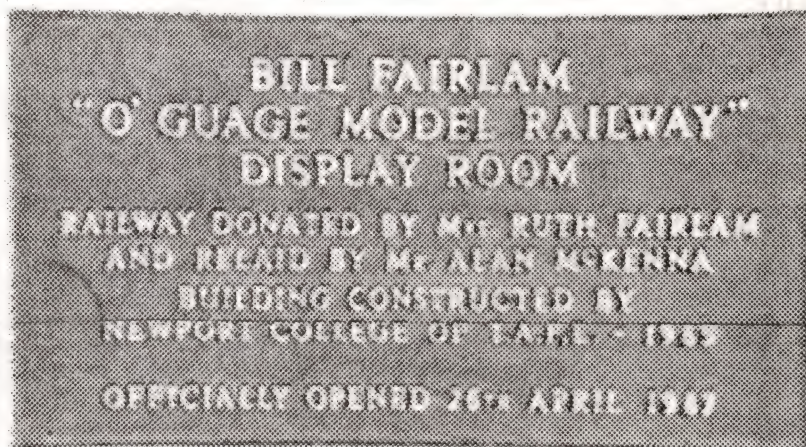 BILL FAIRLAM
"O' GUAGE MODEL RAILWAY"
DISPLAY ROOM
RAILWAY DONATED BY Mrs RUTH FAIRLAM
AND RELAID BY Mr ALAN McKENNA
BUILDING CONSTRUCTED BY
NEWPORT COLLEGE OF T.A.F.E. -
OFFICIALLY OPENED APRIL 1987